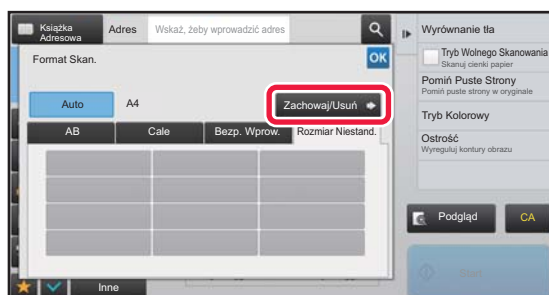 Książka Adresowa
Adres
Wskaż, żeby wprowadzić adres
Format Skan.
OK
Auto
A4
Zachowaj/Usuń
AB
Cale
Bezp. Wprow.
Rozmiar Niestand.
Inne
Wyrównanie tła
Tryb Wolnego Skanowania
Skanuj cienki papier
Pomiń Puste Strony
Pomiń puste strony w oryginale
Tryb Kolorowy
Ostrość
Wyreguluj kontury obrazu
Podgląd
CA
Start